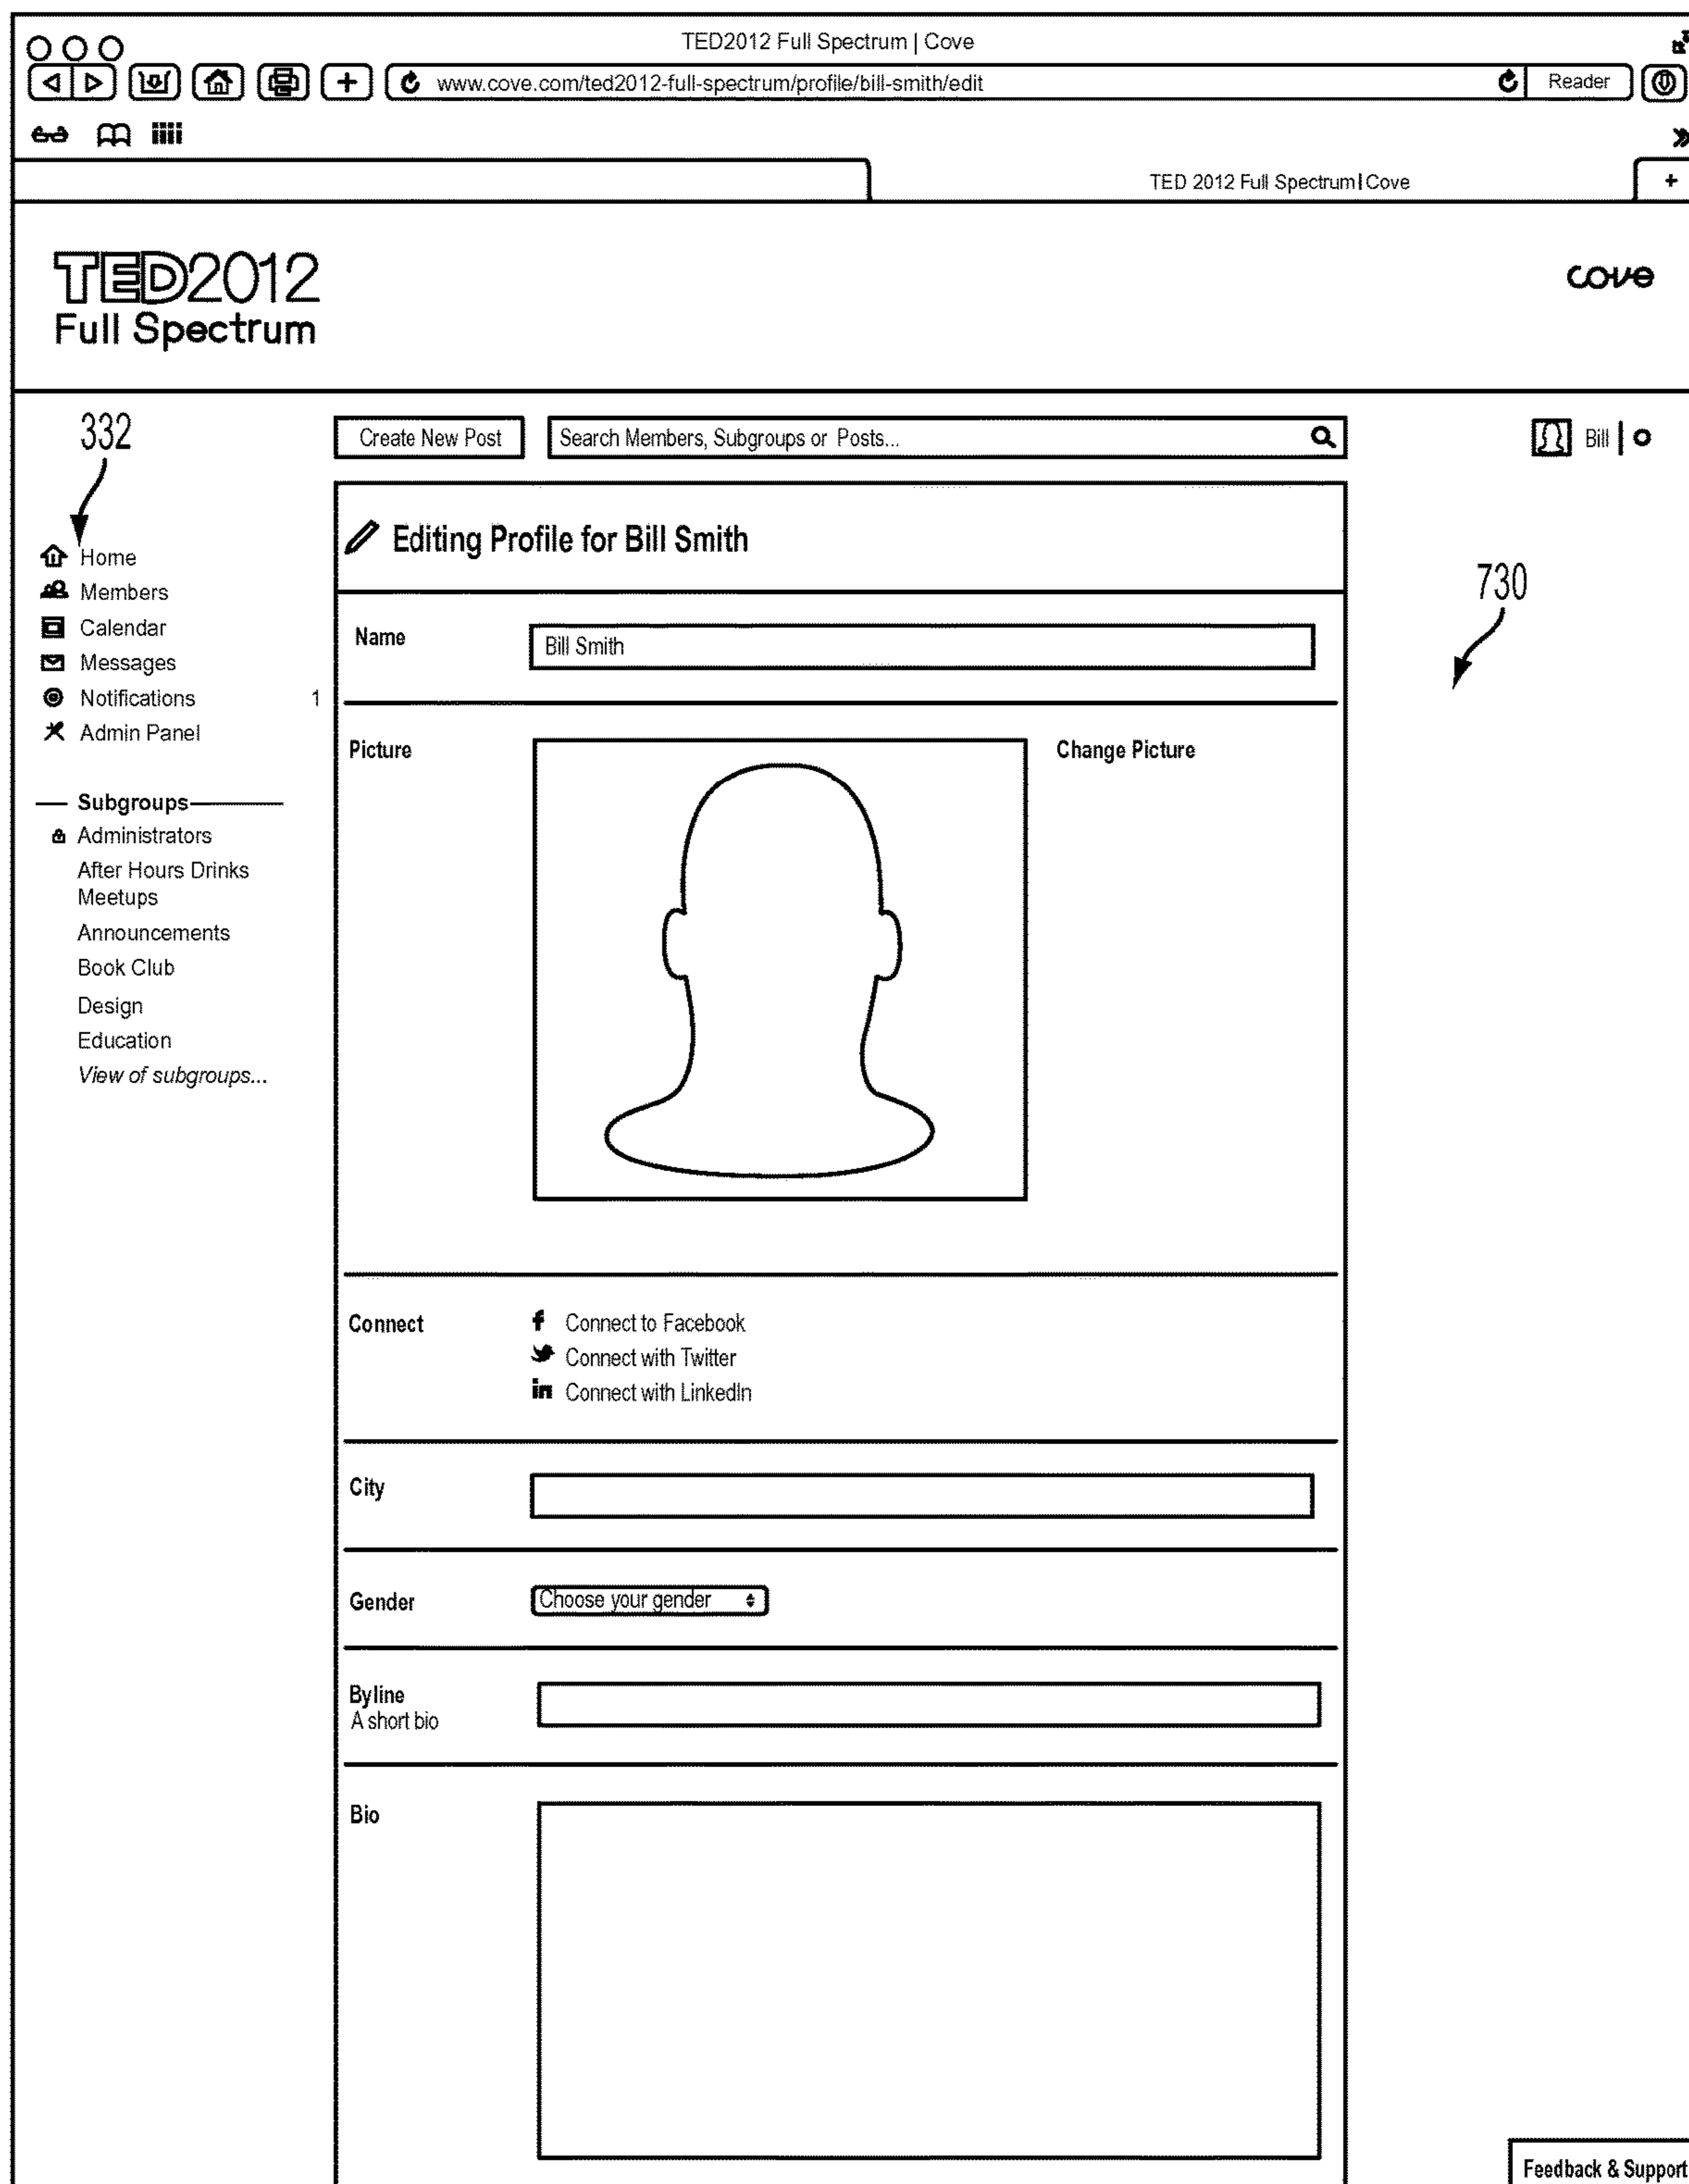 TED2012 Full Spectrum | Cove
www.cove.com/ted2012-full-spectrum/profile/bill-smith/edit
Reader
TED 2012 Full Spectrum | Cove
+
TED2012
Full Spectrum
cove
332
Create New Post
Search Members, Subgroups or Posts...
Bill
Home
Members
Calendar
Messages
Notifications 1
Admin Panel
Subgroups
Administrators
After Hours Drinks
Meetups
Announcements
Book Club
Design
Education
View of subgroups...
Editing Profile for Bill Smith
730
Name
Bill Smith
Picture
Change Picture
Connect
f Connect to Facebook
Connect with Twitter
in Connect with LinkedIn
City
Gender
Choose your gender
Byline
A short bio
Bio
Feedback & Support